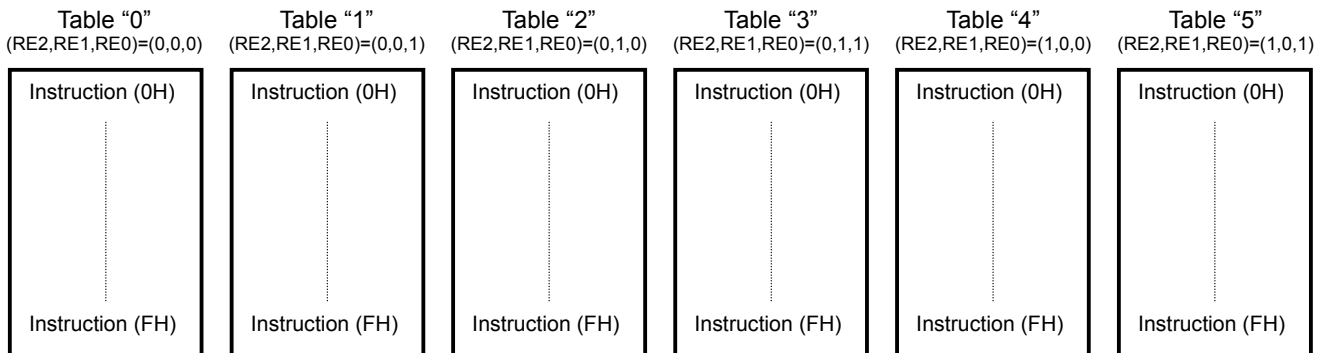 Table “0” Table “1” Table “2” Table “3” Table “4” Table “5”
(RE2,RE1,RE0)=(0,0,0) (RE2,RE1,RE0)=(0,0,1) (RE2,RE1,RE0)=(0,1,0) (RE2,RE1,RE0)=(0,1,1) (RE2,RE1,RE0)=(1,0,0) (RE2,RE1,RE0)=(1,0,1)
Instruction (0H) Instruction (0H) Instruction (0H) Instruction (0H) Instruction (0H) Instruction (0H)
Instruction (FH) Instruction (FH) Instruction (FH) Instruction (FH) Instruction (FH) Instruction (FH)